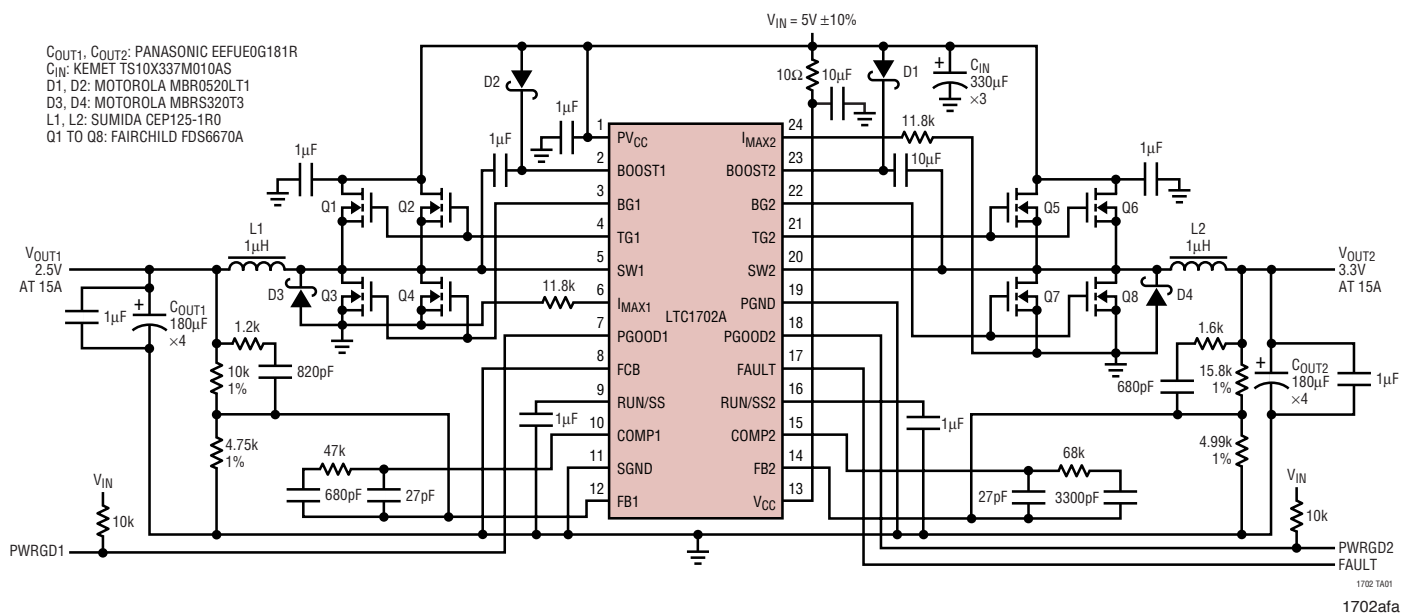 VIN = 5V ±10%
COUT1, COUT2: PANASONIC EEFUE0G181R
CIN: KEMET TS10X337M010AS
D1, D2: MOTOROLA MBR0520LT1
D3, D4: MOTOROLA MBRS320T3
L1, L2: SUMIDA CEP125-1R0
Q1 TO Q8: FAIRCHILD FDS6670A
D2
10Ω
10µF
D1
+
CIN
330µF
×3
1µF
1µF
1µF
11.8k
10µF
1µF
Q1
Q2
Q5
Q6
L1
1µH
L2
1µH
VOUT1
2.5V
AT 15A
VOUT2
3.3V
AT 15A
D3
Q3
Q4
11.8k
Q7
Q8
D4
1µF
+
COUT1
180µF
×4
1.2k
10k
1%
820pF
4.75k
1%
1.6k
680pF
15.8k
1%
+
COUT2
180µF
×4
1µF
4.99k
1%
1µF
1µF
47k
680pF
27pF
68k
27pF
3300pF
VIN
10k
VIN
10k
LTC1702A
1 PVCC
2 BOOST1
3 BG1
4 TG1
5 SW1
6 IMAX1
7 PGOOD1
8 FCB
9 RUN/SS
10 COMP1
11 SGND
12 FB1
24 IMAX2
23 BOOST2
22 BG2
21 TG2
20 SW2
19 PGND
18 PGOOD2
17 FAULT
16 RUN/SS2
15 COMP2
14 FB2
13 VCC
PWRGD1
PWRGD2
FAULT
1702 TA01
1702afa